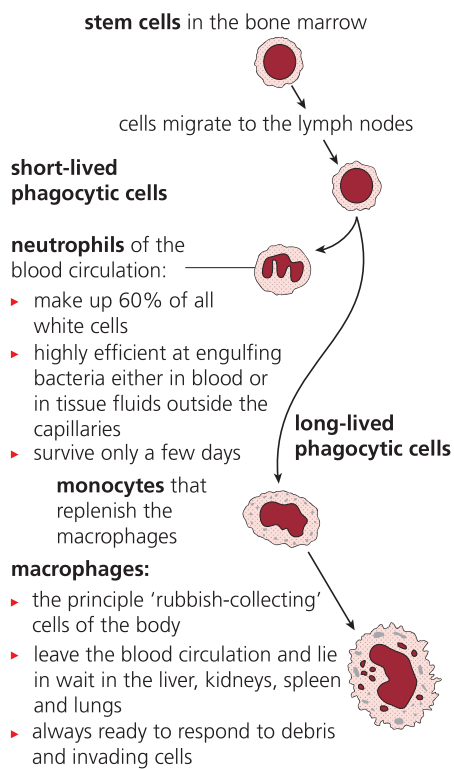 stem cells in the bone marrow
cells migrate to the lymph nodes
short-lived
phagocytic cells
neutrophils of the
blood circulation:
▸ make up 60% of all
white cells
▸ highly efficient at engulfing
bacteria either in blood or
in tissue fluids outside the
capillaries
▸ survive only a few days
long-lived
phagocytic cells
monocytes that
replenish the
macrophages
macrophages:
▸ the principle ‘rubbish-collecting’
cells of the body
▸ leave the blood circulation and lie
in wait in the liver, kidneys, spleen
and lungs
▸ always ready to respond to debris
and invading cells